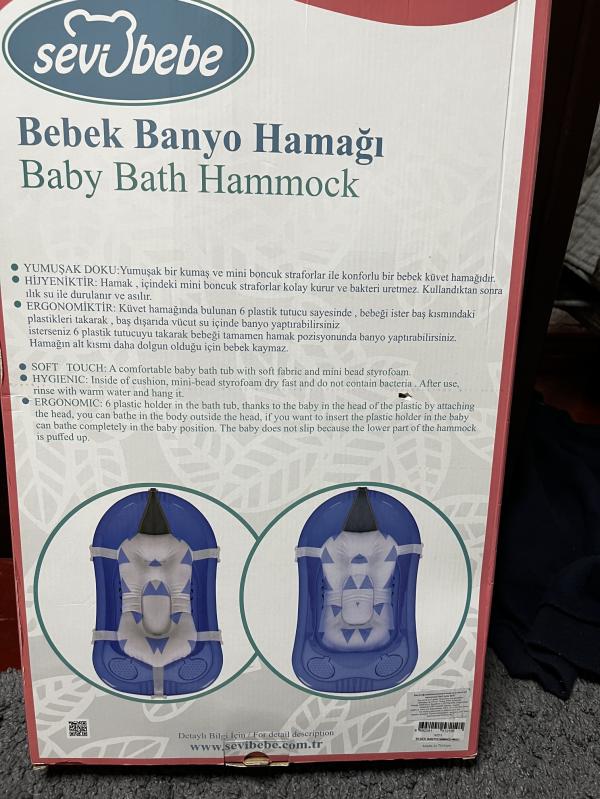 sevi bebe
Bebek Banyo Hamağı
Baby Bath Hammock
● YUMUŞAK DOKU:Yumuşak bir kumaş ve mini boncuk straforlar ile konforlu bir bebek küvet hamağıdır.
● HİJYENİKTİR: Hamak , içindeki mini boncuk straforlar kolay kurur ve bakteri uretmez. Kullandıktan sonra
ılık su ile durulanır ve asılır.
● ERGONOMİKTİR: Küvet hamağında bulunan 6 plastik tutucu sayesinde , bebeği ister baş kısmındaki
plastikleri takarak , baş dışarıda vücut su içinde banyo yaptırabilirsiniz
isterseniz 6 plastik tutucuyu takarak bebeği tamamen hamak pozisyonunda banyo yaptırabilirsiniz.
Hamağın alt kısmı daha dolgun olduğu için bebek kaymaz.
● SOFT TOUCH: A comfortable baby bath tub with soft fabric and mini bead styrofoam.
● HYGIENIC: Inside of cushion, mini-bead styrofoam dry fast and do not contain bacteria . After use,
rinse with warm water and hang it.
● ERGONOMIC: 6 plastic holder in the bath tub, thanks to the baby in the head of the plastic by attaching
the head, you can bathe in the body outside the head, if you want to insert the plastic holder in the baby
can bathe completely in the baby position. The baby does not slip because the lower part of the hammock
is puffed up.
Detaylı Bilgi İçin / For detail description
www.sevibebe.com.tr